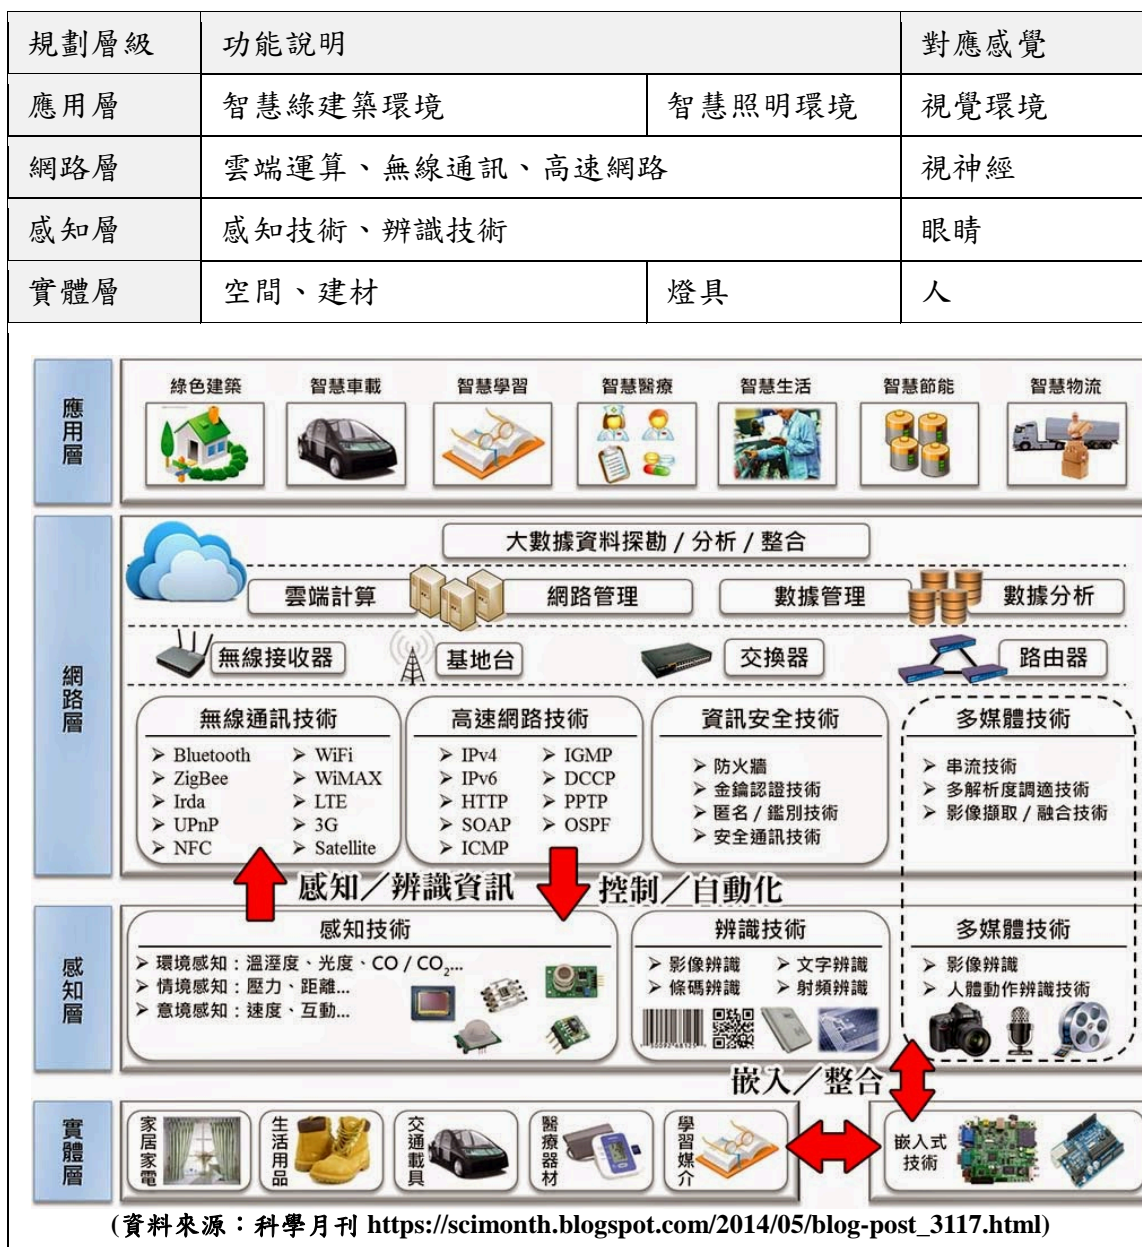 規劃層級 功能說明 對應感覺
應用層 智慧綠建築環境 智慧照明環境 視覺環境
網路層 雲端運算、無線通訊、高速網路 視神經
感知層 感知技術、辨識技術 眼睛
實體層 空間、建材 燈具 人
應用層
綠色建築 智慧車載 智慧學習 智慧醫療 智慧生活 智慧節能 智慧物流
網路層
大數據資料探勘 / 分析 / 整合
雲端計算 網路管理 數據管理 數據分析
無線接收器 基地台 交換器 路由器
無線通訊技術
➢ Bluetooth ➢ WiFi
➢ ZigBee ➢ WiMAX
➢ Irda ➢ LTE
➢ UPnP ➢ 3G
➢ NFC ➢ Satellite
高速網路技術
➢ IPv4 ➢ IGMP
➢ IPv6 ➢ DCCP
➢ HTTP ➢ PPTP
➢ SOAP ➢ OSPF
➢ ICMP
資訊安全技術
➢ 防火牆
➢ 金鑰認證技術
➢ 匿名 / 鑑別技術
➢ 安全通訊技術
多媒體技術
➢ 串流技術
➢ 多解析度調適技術
➢ 影像擷取 / 融合技術
感知／辨識資訊 控制／自動化
感知層
感知技術
➢ 環境感知：溫溼度、光度、CO / CO₂...
➢ 情境感知：壓力、距離...
➢ 意境感知：速度、互動...
辨識技術
➢ 影像辨識 ➢ 文字辨識
➢ 條碼辨識 ➢ 射頻辨識
多媒體技術
➢ 影像辨識
➢ 人體動作辨識技術
嵌入／整合
實體層
家居家電
生活用品
交通載具
醫療器材
學習媒介
嵌入式
技術
(資料來源：科學月刊 https://scimonth.blogspot.com/2014/05/blog-post_3117.html)